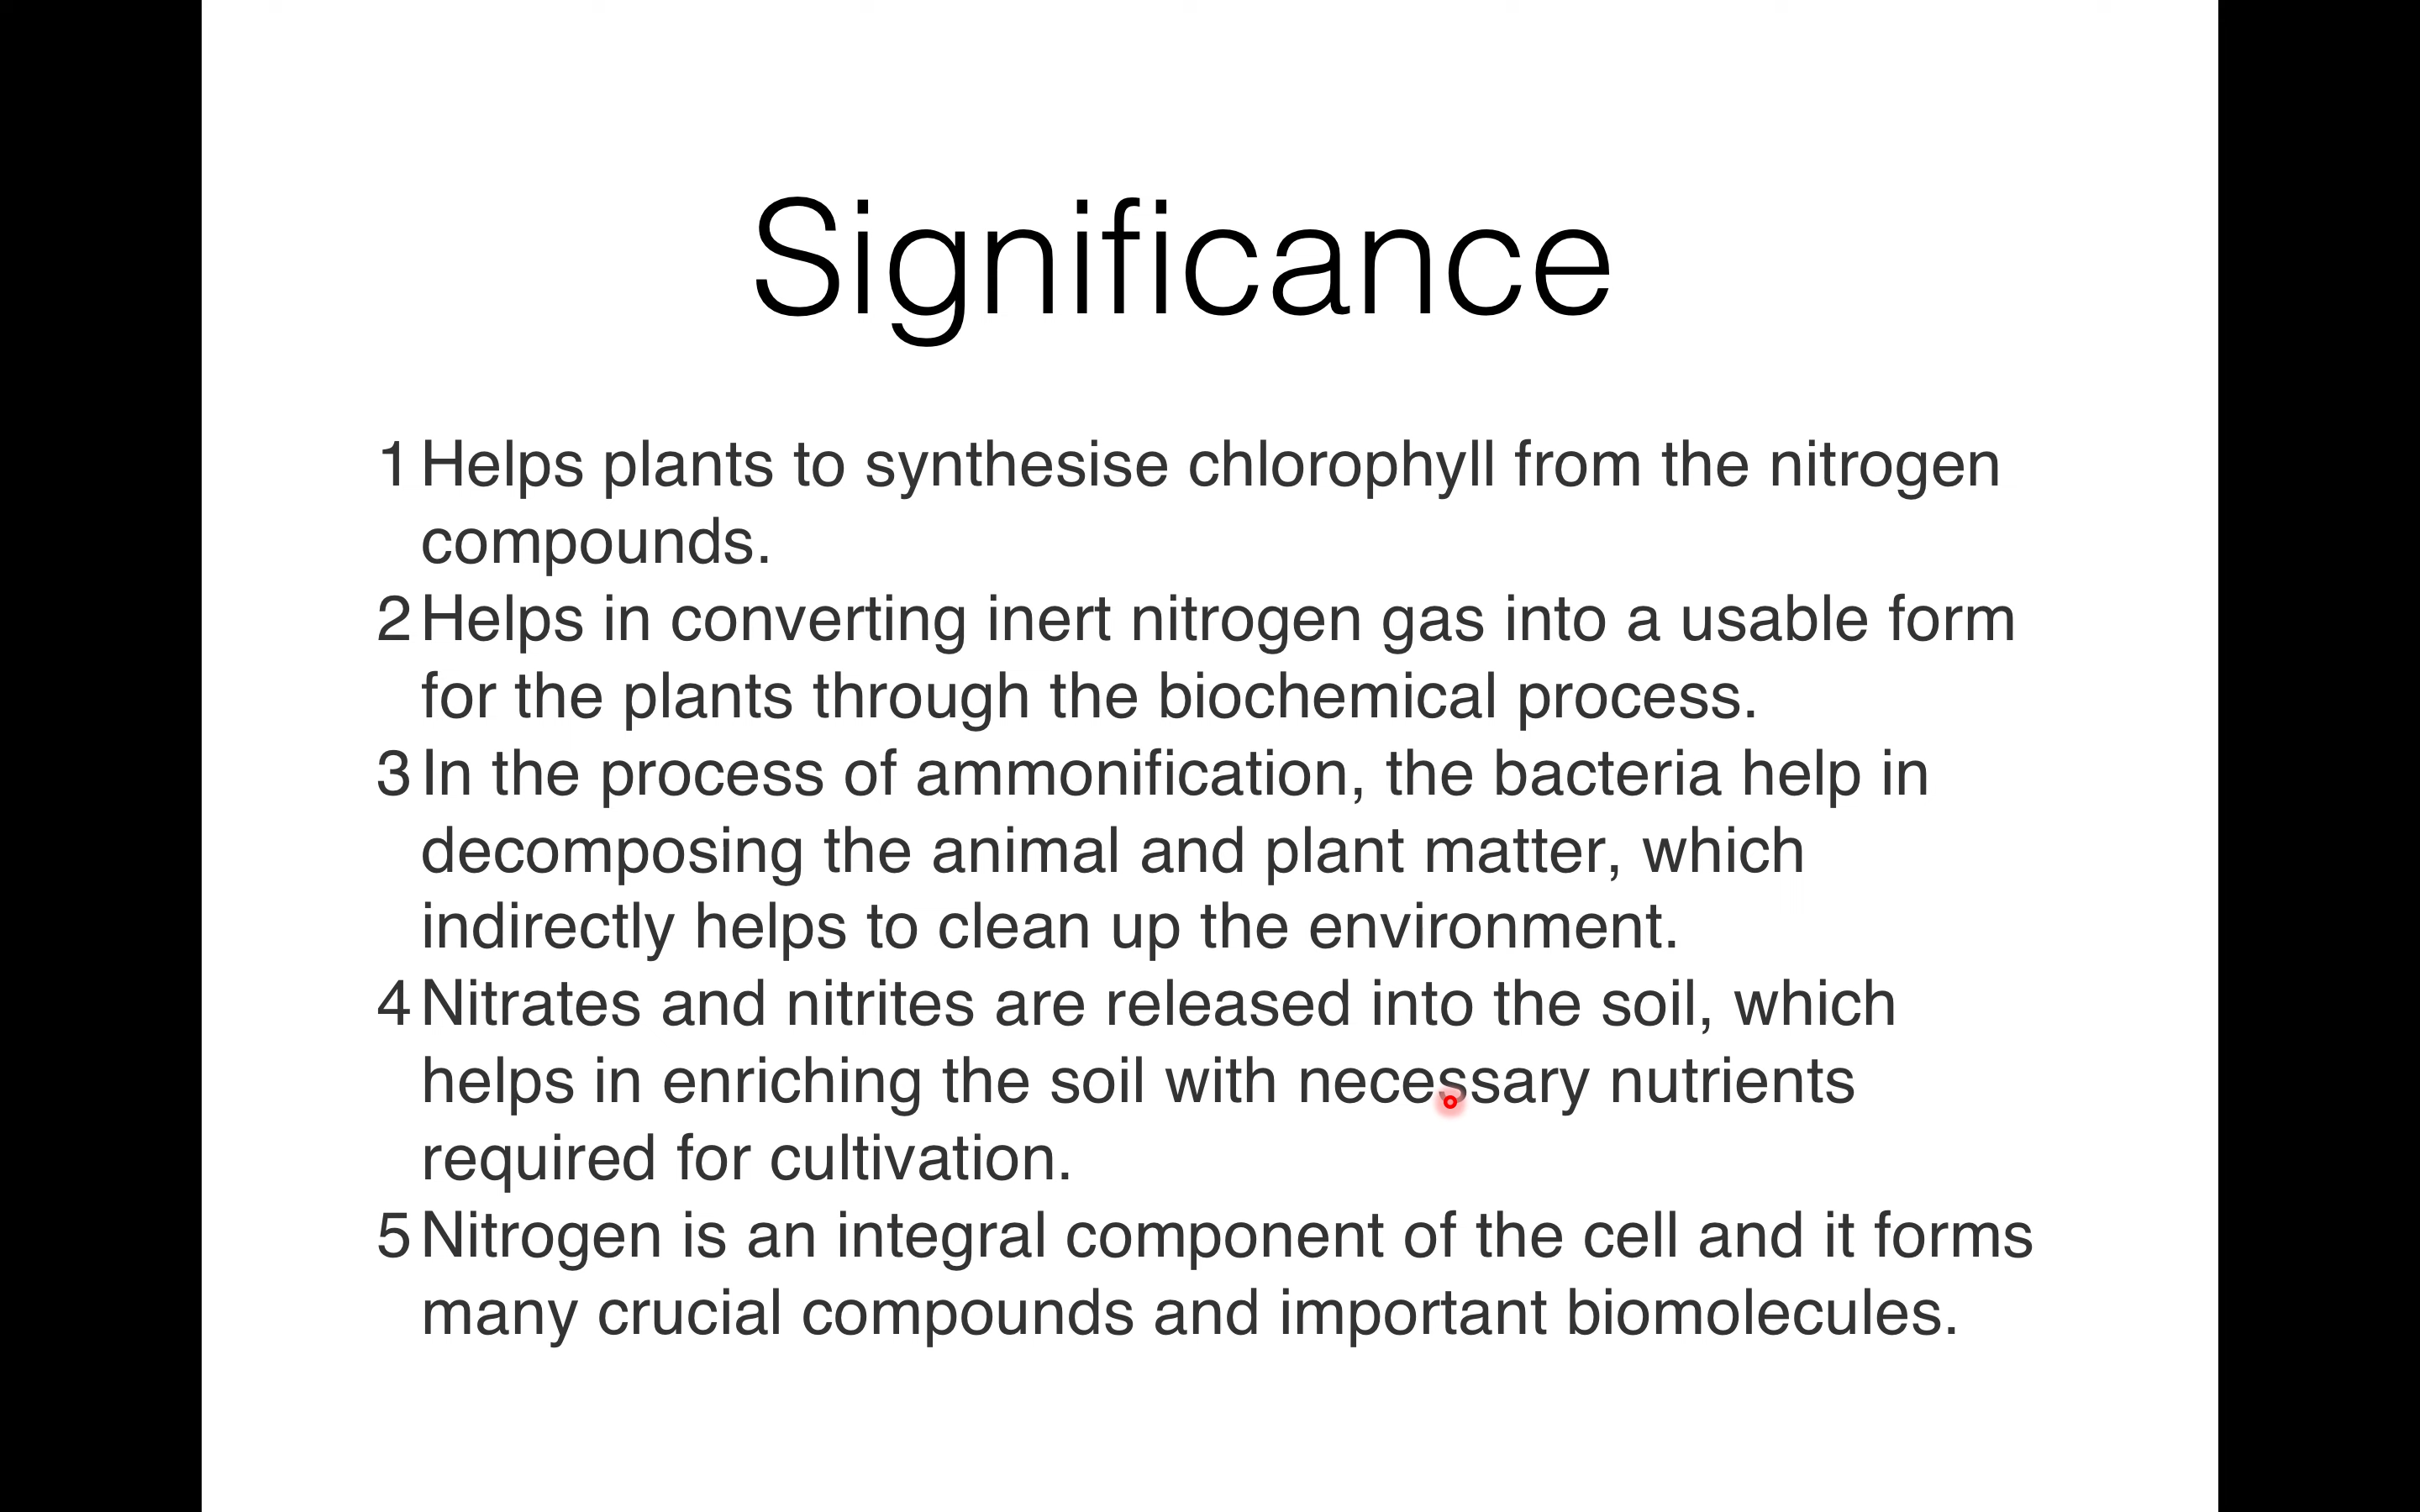 Significance
1 Helps plants to synthesise chlorophyll from the nitrogen
compounds.
2 Helps in converting inert nitrogen gas into a usable form
for the plants through the biochemical process.
3 In the process of ammonification, the bacteria help in
decomposing the animal and plant matter, which
indirectly helps to clean up the environment.
4 Nitrates and nitrites are released into the soil, which
helps in enriching the soil with necessary nutrients
required for cultivation.
5 Nitrogen is an integral component of the cell and it forms
many crucial compounds and important biomolecules.